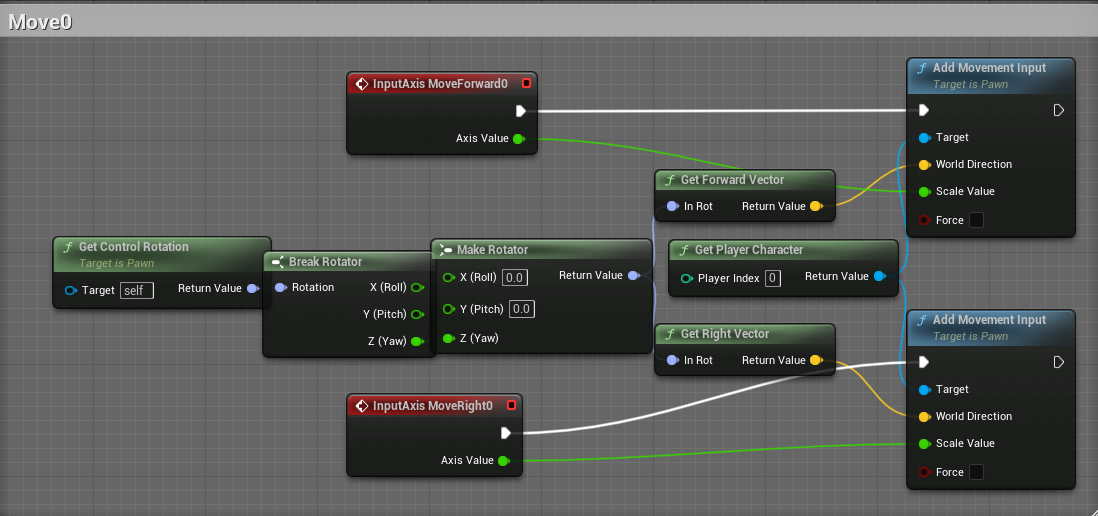 Move0
InputAxis MoveForward0
Axis Value
Add Movement Input
Target is Pawn
Target
World Direction
Scale Value
Force
Get Forward Vector
In Rot
Return Value
Get Control Rotation
Target is Pawn
Target
self
Return Value
Break Rotator
Rotation
X (Roll)
Y (Pitch)
Z (Yaw)
Make Rotator
X (Roll)
0.0
Return Value
Y (Pitch)
0.0
Z (Yaw)
Get Player Character
Player Index
0
Return Value
Get Right Vector
In Rot
Return Value
InputAxis MoveRight0
Axis Value
Add Movement Input
Target is Pawn
Target
World Direction
Scale Value
Force